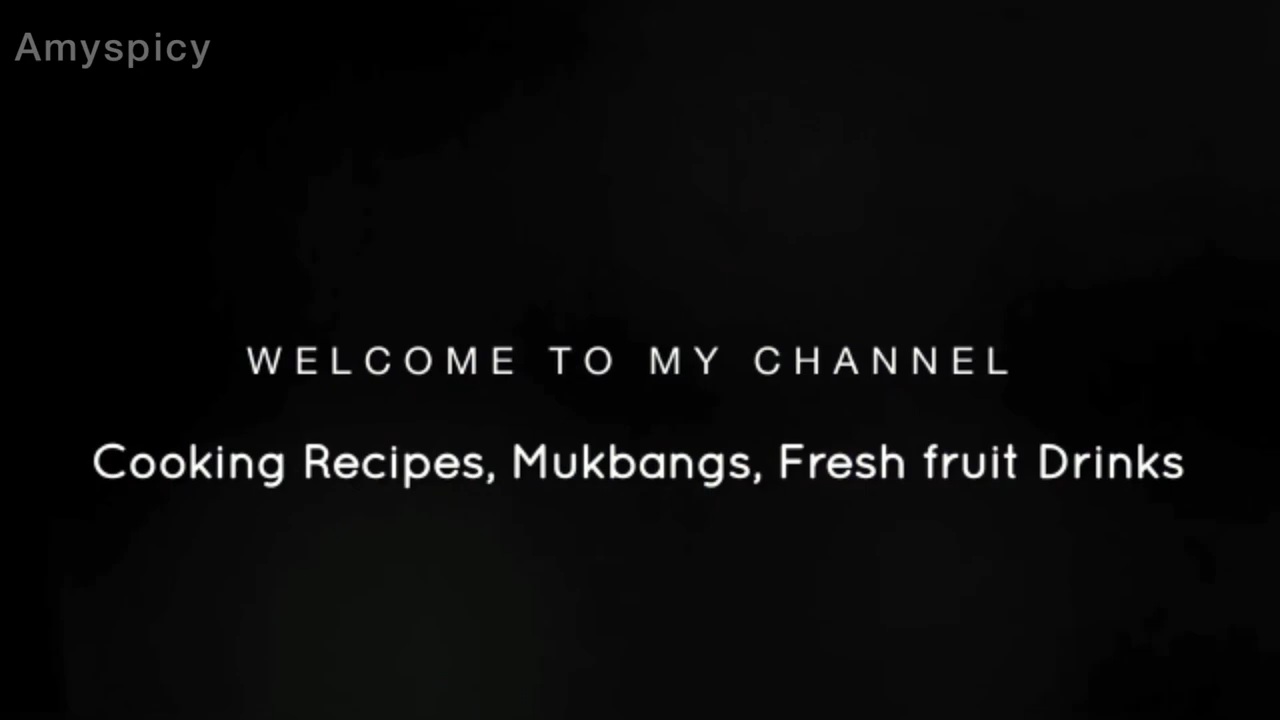 Amyspicy
WELCOME TO MY CHANNEL
Cooking Recipes, Mukbangs, Fresh fruit Drinks